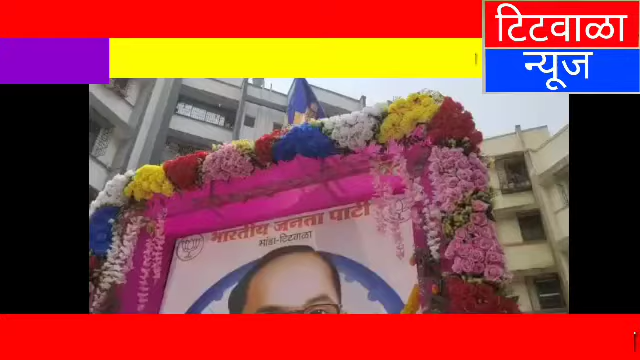 टिटवाळा
न्यूज
भारतीय जनता पार्टी
मांडा-टिटवाळा